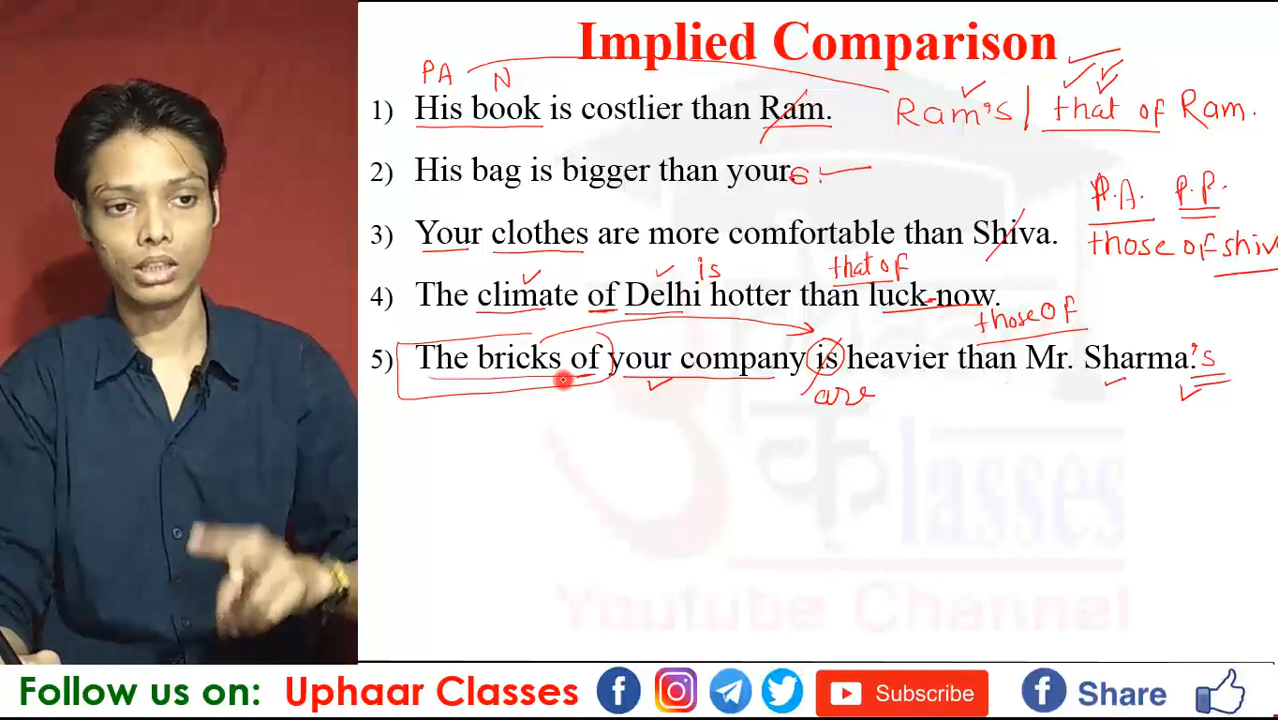 Implied Comparison
PA N
1) His book is costlier than Ram. Ram's | that of Ram.
2) His bag is bigger than yours.
P.A. P.P.
3) Your clothes are more comfortable than Shiva. those of shiva
is that of
4) The climate of Delhi hotter than luck-now.
those of
5) The bricks of your company is heavier than Mr. Sharma.'s
are
क lasses
Youtube Channel
Follow us on: Uphaar Classes Subscribe Share